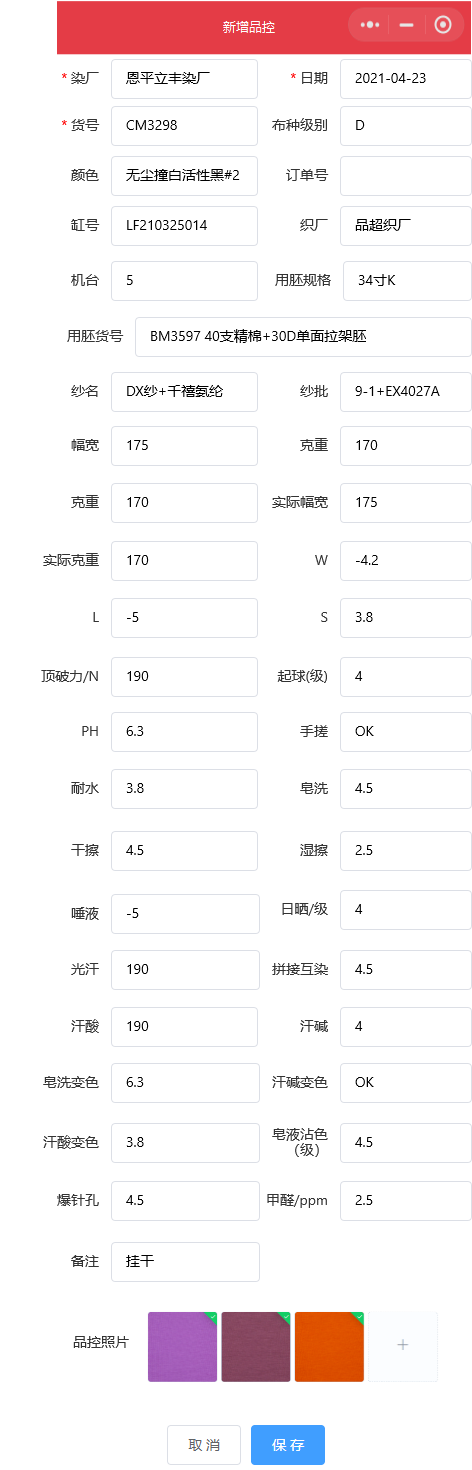 新增品控
* 染厂 恩平立丰染厂 * 日期 2021-04-23
* 货号 CM3298 布种级别 D
颜色 无尘撞白活性黑#2 订单号
缸号 LF210325014 织厂 品超织厂
机台 5 用胚规格 34寸K
用胚货号 BM3597 40支精棉+30D单面拉架胚
纱名 DX纱+千禧氨纶 纱批 9-1+EX4027A
幅宽 175 克重 170
克重 170 实际幅宽 175
实际克重 170 W -4.2
L -5 S 3.8
顶破力/N 190 起球(级) 4
PH 6.3 手搓 OK
耐水 3.8 皂洗 4.5
干擦 4.5 湿擦 2.5
唾液 -5 日晒/级 4
光汗 190 拼接互染 4.5
汗酸 190 汗碱 4
皂洗变色 6.3 汗碱变色 OK
汗酸变色 3.8 皂液沾色（级） 4.5
爆针孔 4.5 甲醛/ppm 2.5
备注 挂干
品控照片 +
取消 保存